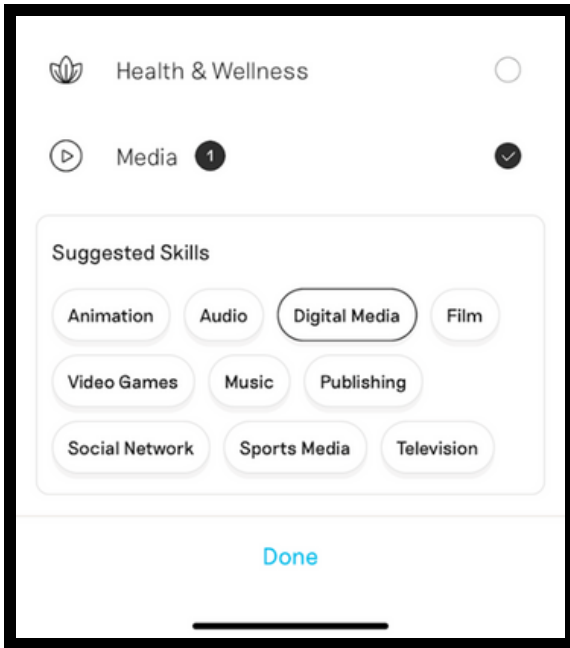 Health & Wellness
Media 1
Suggested Skills
Animation Audio Digital Media Film
Video Games Music Publishing
Social Network Sports Media Television
Done